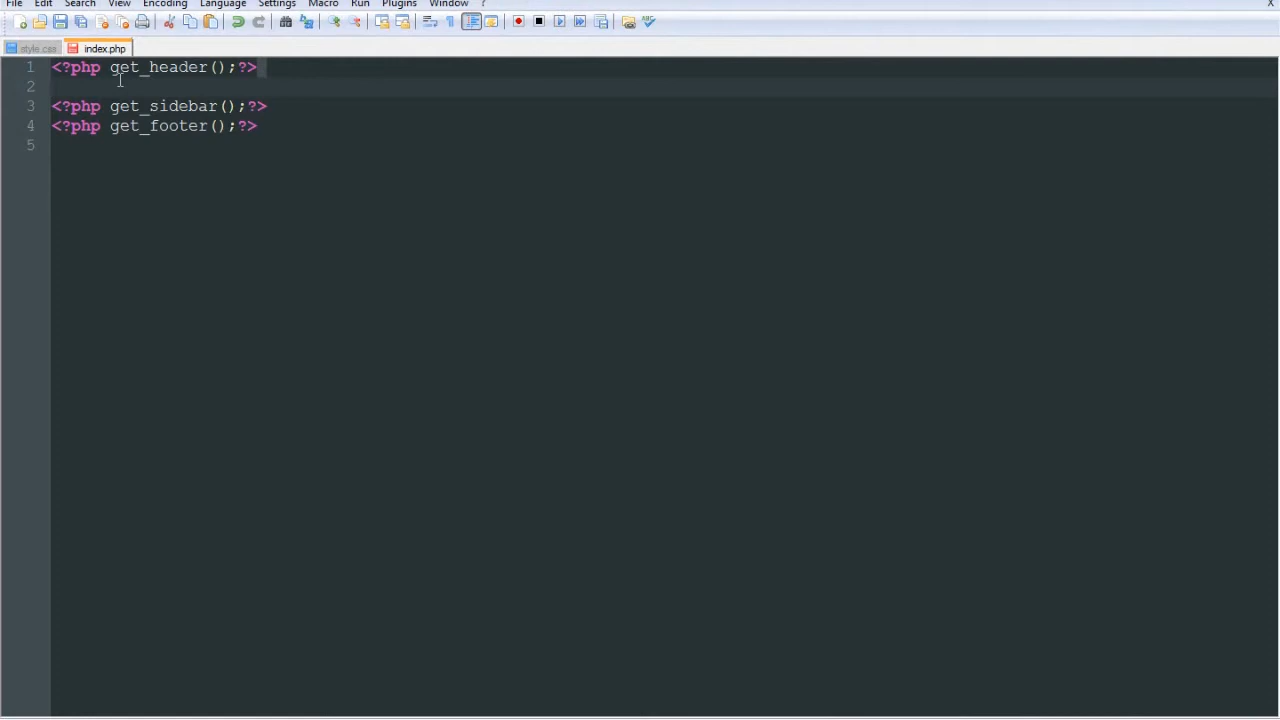 File Edit Search View Encoding Language Settings Macro Run Plugins Window ? X
style.css index.php
1 <?php get_header();?>
2
3 <?php get_sidebar();?>
4 <?php get_footer();?>
5